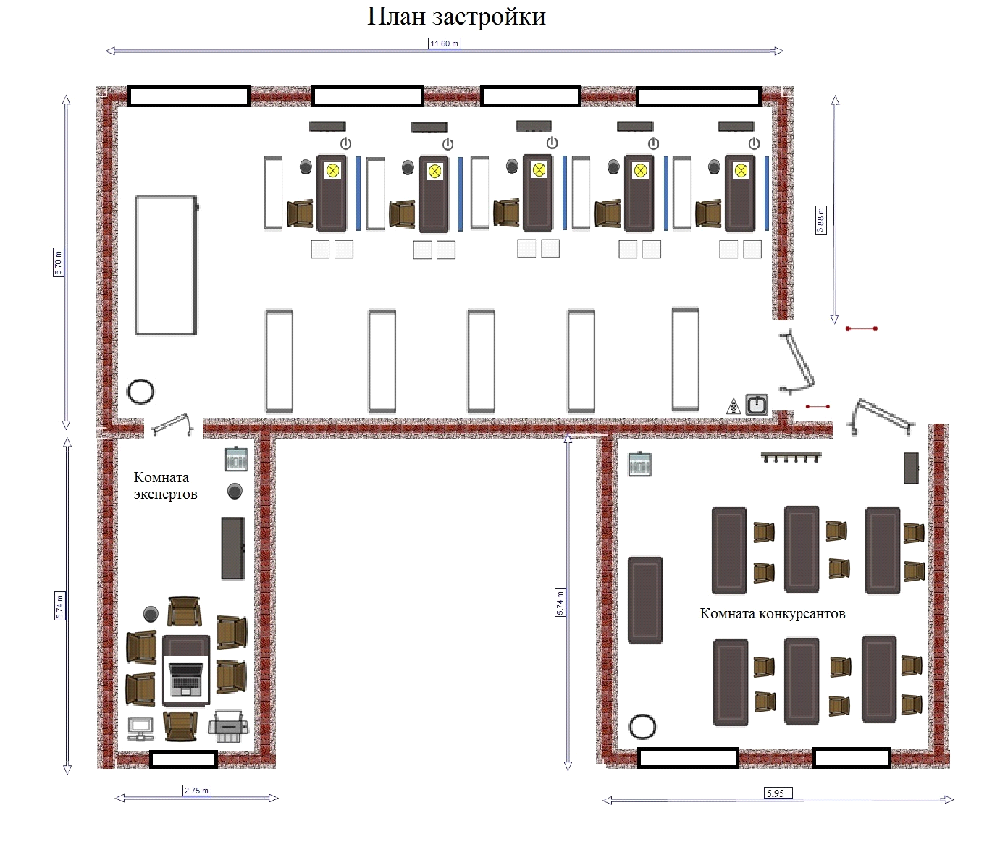 План застройки
11.60 m
3.88 m
5.70 m
Комната
экспертов
5.74 m
5.74 m
Комната конкурсантов
2.75 m
5.95